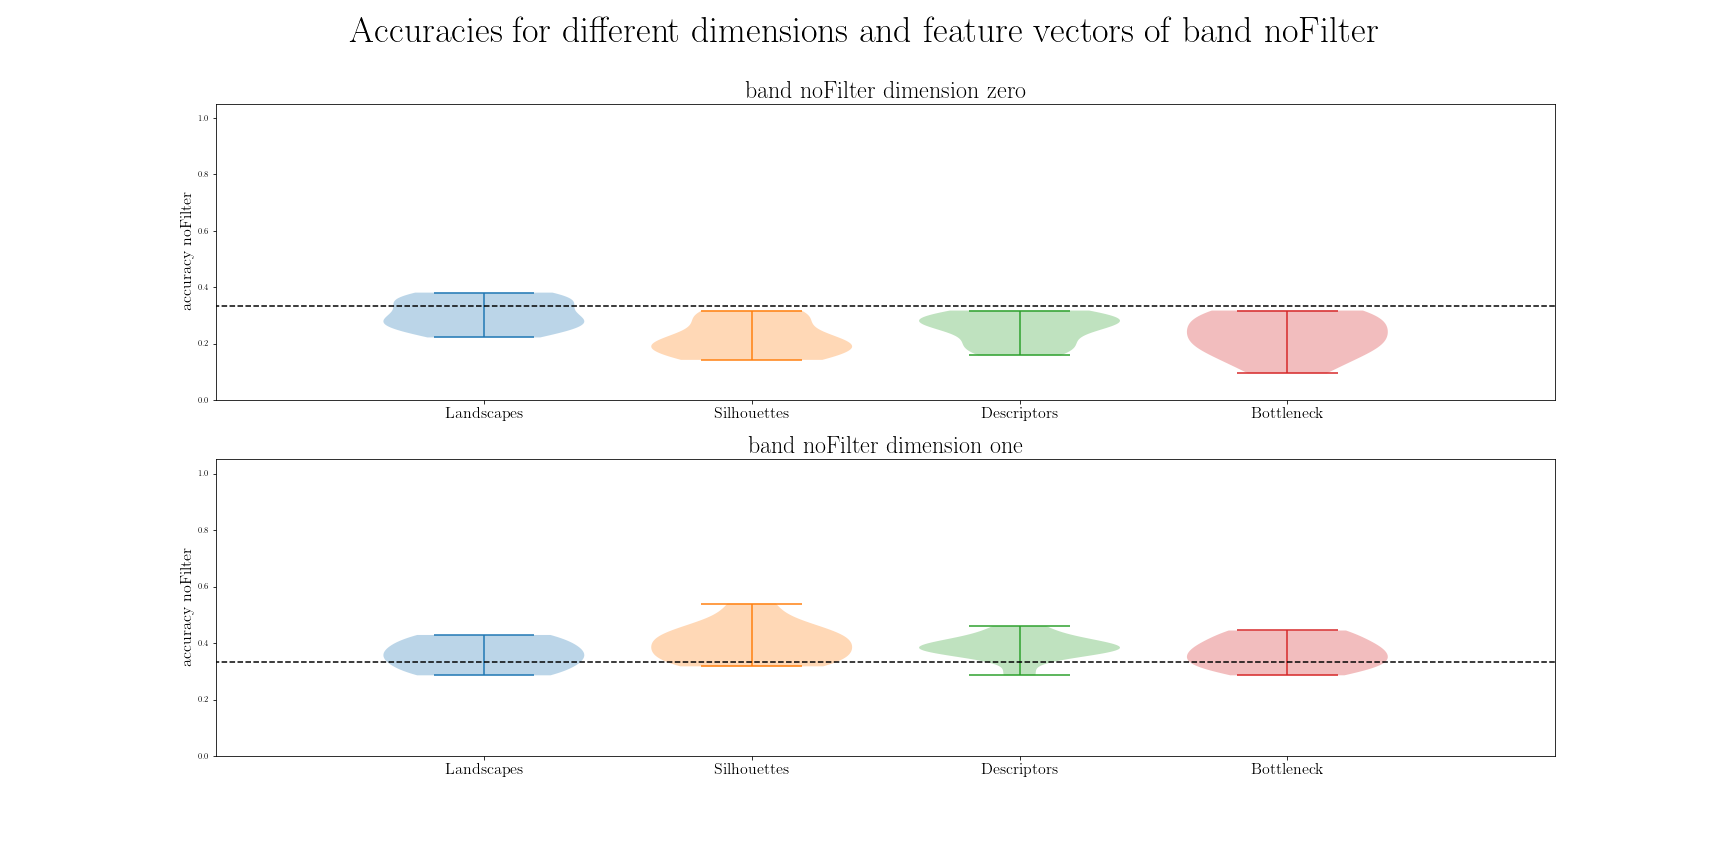 Accuracies for different dimensions and feature vectors of band noFilter
band noFilter dimension zero
accuracy noFilter
1.0
0.8
0.6
0.4
0.2
0.0
Landscapes Silhouettes Descriptors Bottleneck
band noFilter dimension one
accuracy noFilter
1.0
0.8
0.6
0.4
0.2
0.0
Landscapes Silhouettes Descriptors Bottleneck